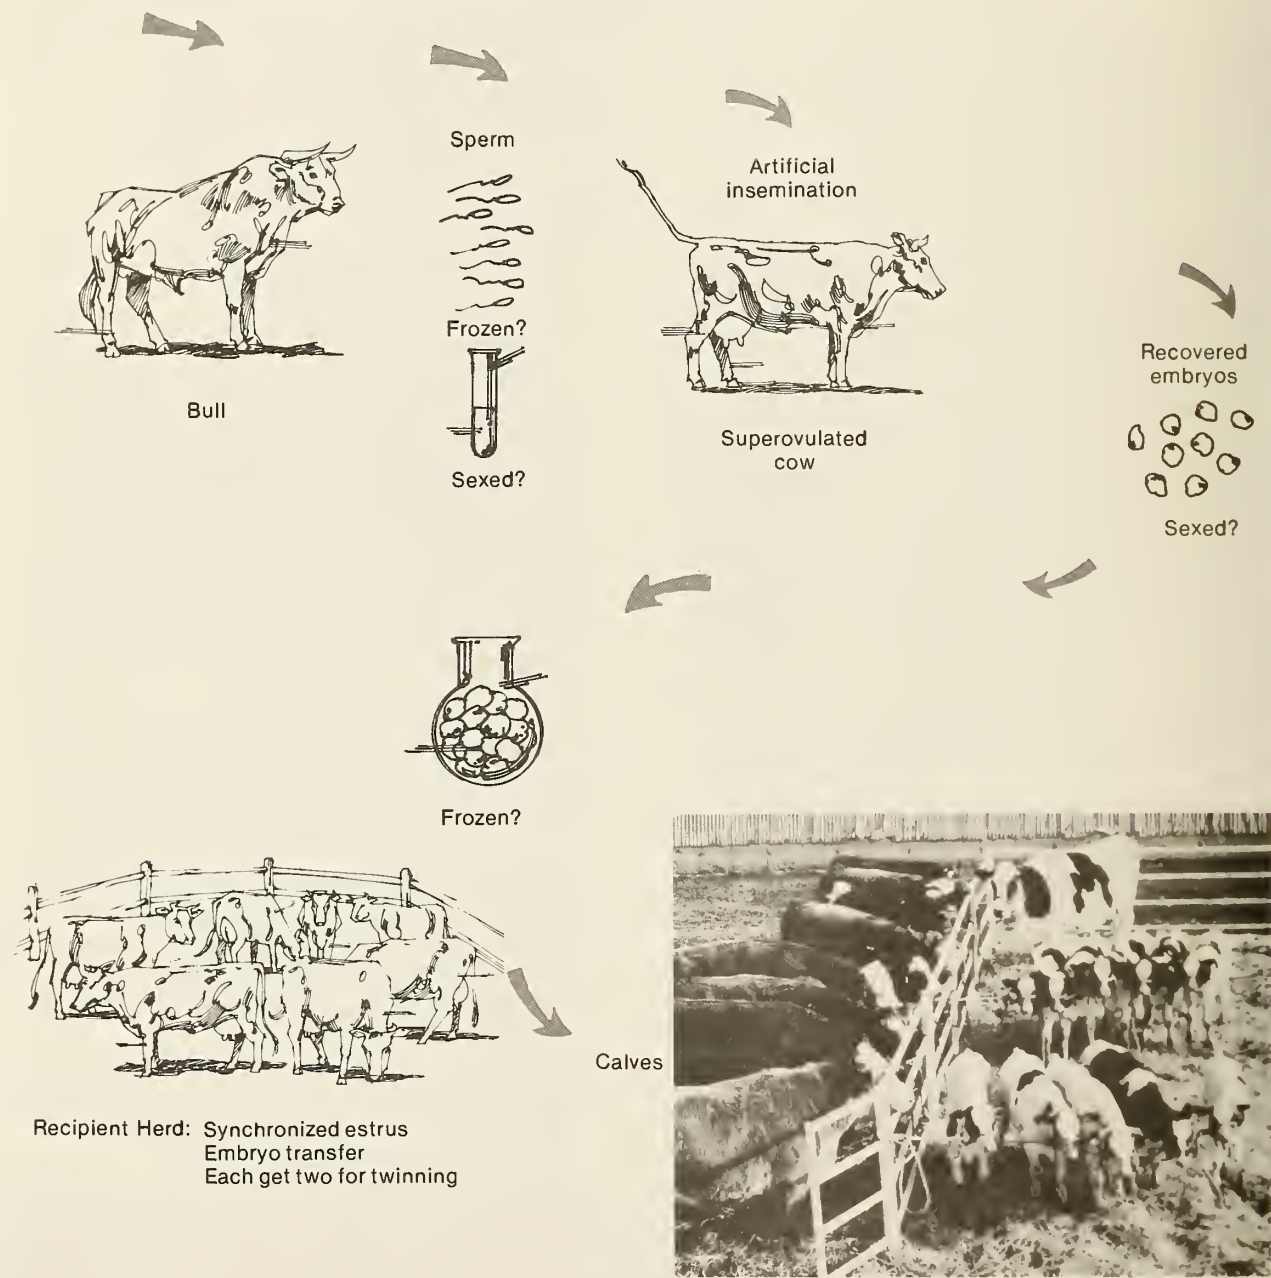 Sperm
Artificial
insemination
Frozen?
Recovered
embryos
Bull
Superovulated
cow
Sexed?
Sexed?
Frozen?
Calves
Recipient Herd: Synchronized estrus
Embryo transfer
Each get two for twinning